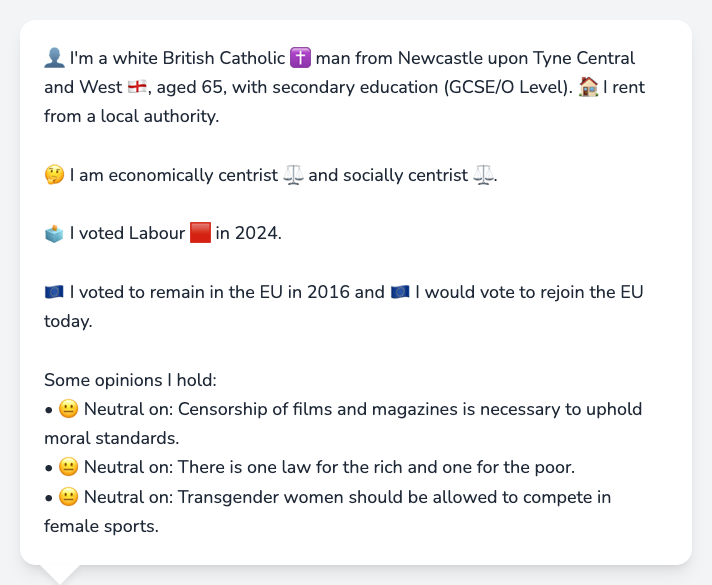 👤 I'm a white British Catholic ✝️ man from Newcastle upon Tyne Central
and West 🏴󠁧󠁢󠁥󠁮󠁧󠁿, aged 65, with secondary education (GCSE/O Level). 🏠 I rent
from a local authority.
🤔 I am economically centrist ⚖️ and socially centrist ⚖️.
🗳️ I voted Labour 🟥 in 2024.
🇪🇺 I voted to remain in the EU in 2016 and 🇪🇺 I would vote to rejoin the EU
today.
Some opinions I hold:
• 😐 Neutral on: Censorship of films and magazines is necessary to uphold
moral standards.
• 😐 Neutral on: There is one law for the rich and one for the poor.
• 😐 Neutral on: Transgender women should be allowed to compete in
female sports.